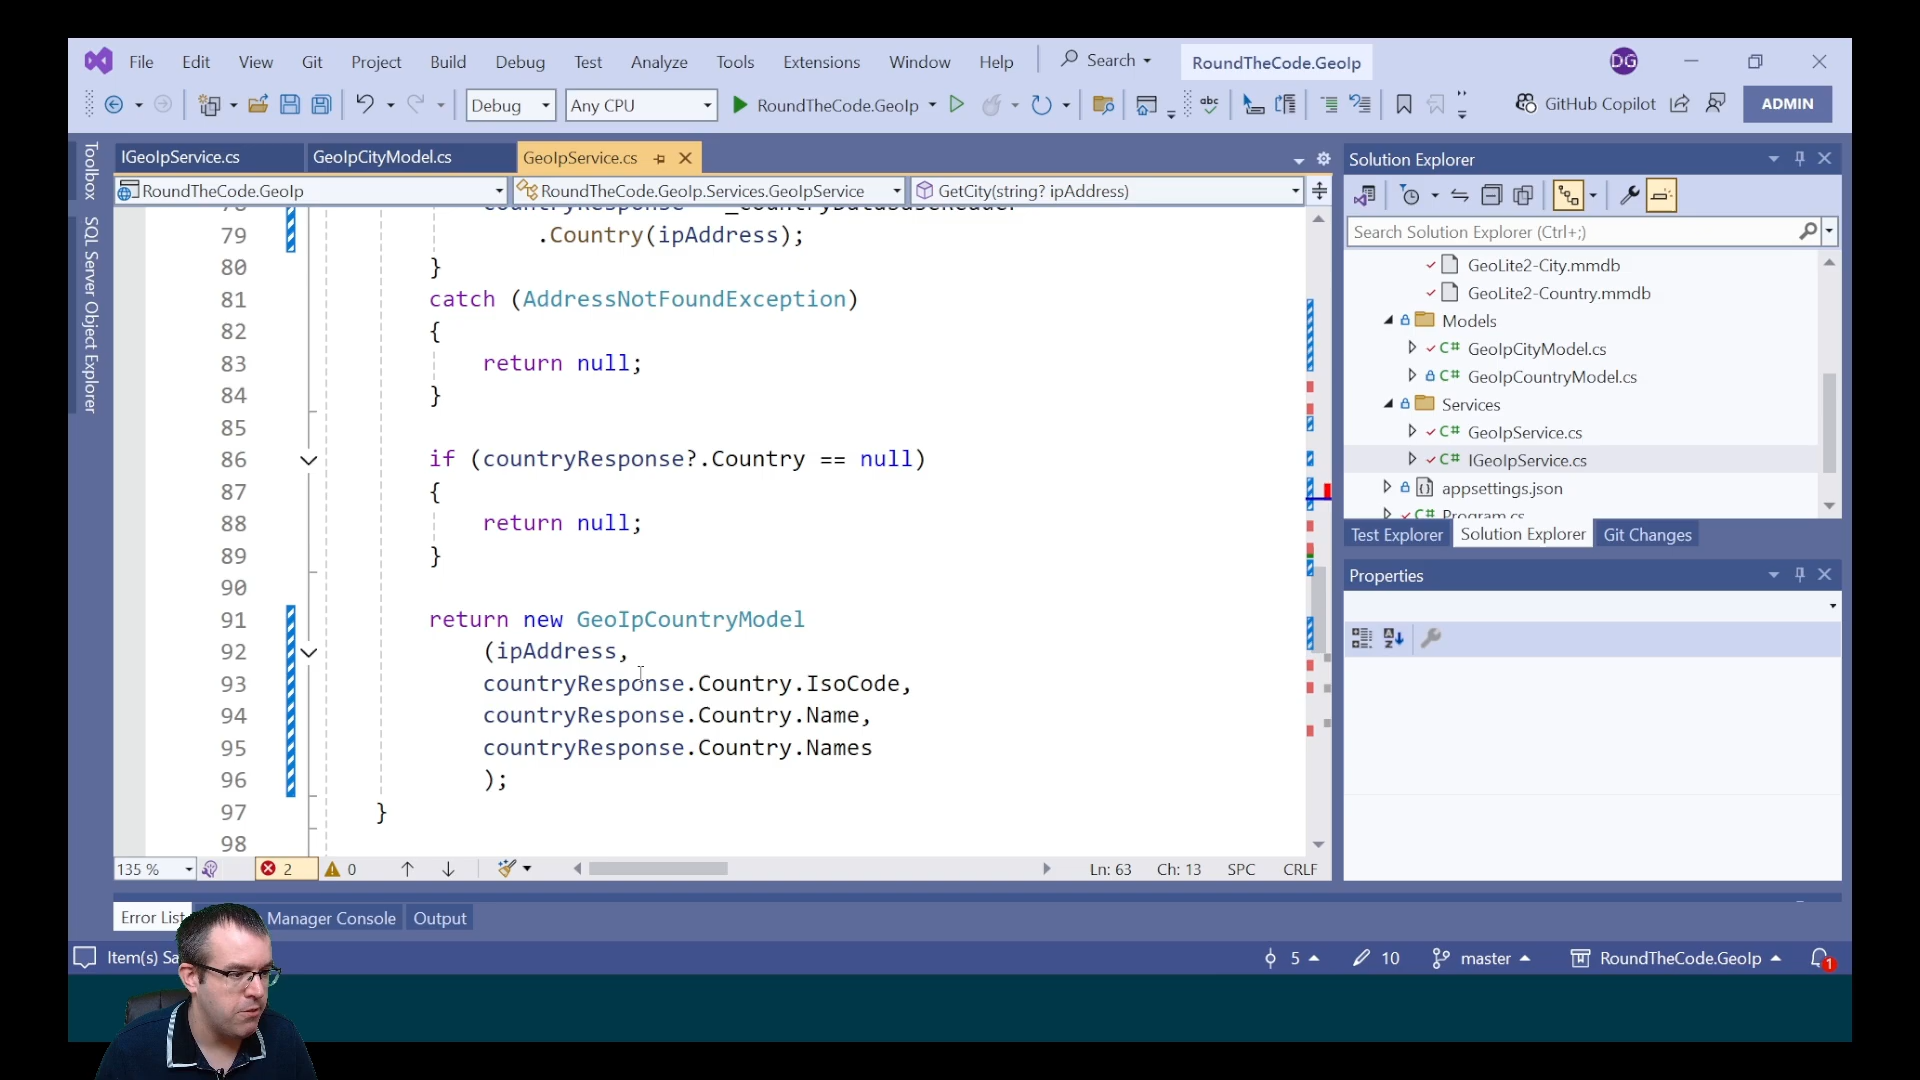 File Edit View Git Project Build Debug Test Analyze Tools Extensions Window Help Search RoundTheCode.GeoIp DG
Debug Any CPU RoundTheCode.GeoIp abc GitHub Copilot ADMIN
Toolbox
SQL Server Object Explorer
IGeoIpService.cs GeoIpCityModel.cs GeoIpService.cs
RoundTheCode.GeoIp RoundTheCode.GeoIp.Services.GeoIpService GetCity(string? ipAddress)
79 .Country(ipAddress);
80 }
81 catch (AddressNotFoundException)
82 {
83 return null;
84 }
85
86 if (countryResponse?.Country == null)
87 {
88 return null;
89 }
90
91 return new GeoIpCountryModel
92 (ipAddress,
93 countryResponse.Country.IsoCode,
94 countryResponse.Country.Name,
95 countryResponse.Country.Names
96 );
97 }
98
135 % 2 0 Ln: 63 Ch: 13 SPC CRLF
Solution Explorer
Search Solution Explorer (Ctrl+;)
GeoLite2-City.mmdb
GeoLite2-Country.mmdb
Models
C# GeoIpCityModel.cs
C# GeoIpCountryModel.cs
Services
C# GeoIpService.cs
C# IGeoIpService.cs
appsettings.json
C# Program.cs
Test Explorer Solution Explorer Git Changes
Properties
Error List Manager Console Output
Item(s) 5 10 master RoundTheCode.GeoIp 1